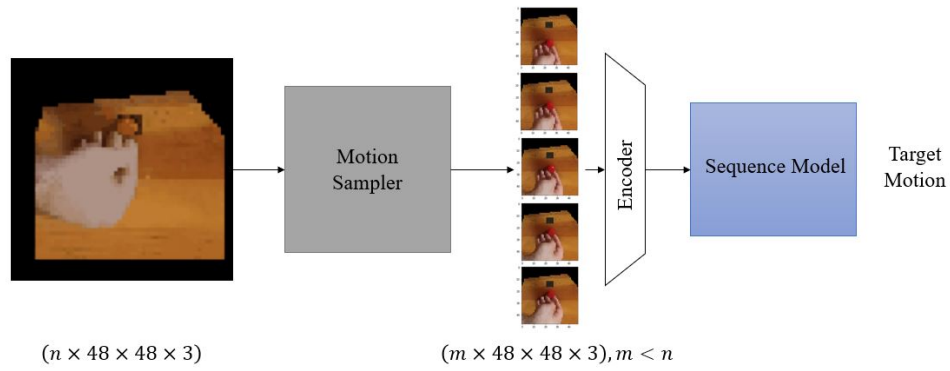 Motion
Sampler
Encoder
Sequence Model
Target
Motion
(n × 48 × 48 × 3)
(m × 48 × 48 × 3), m < n